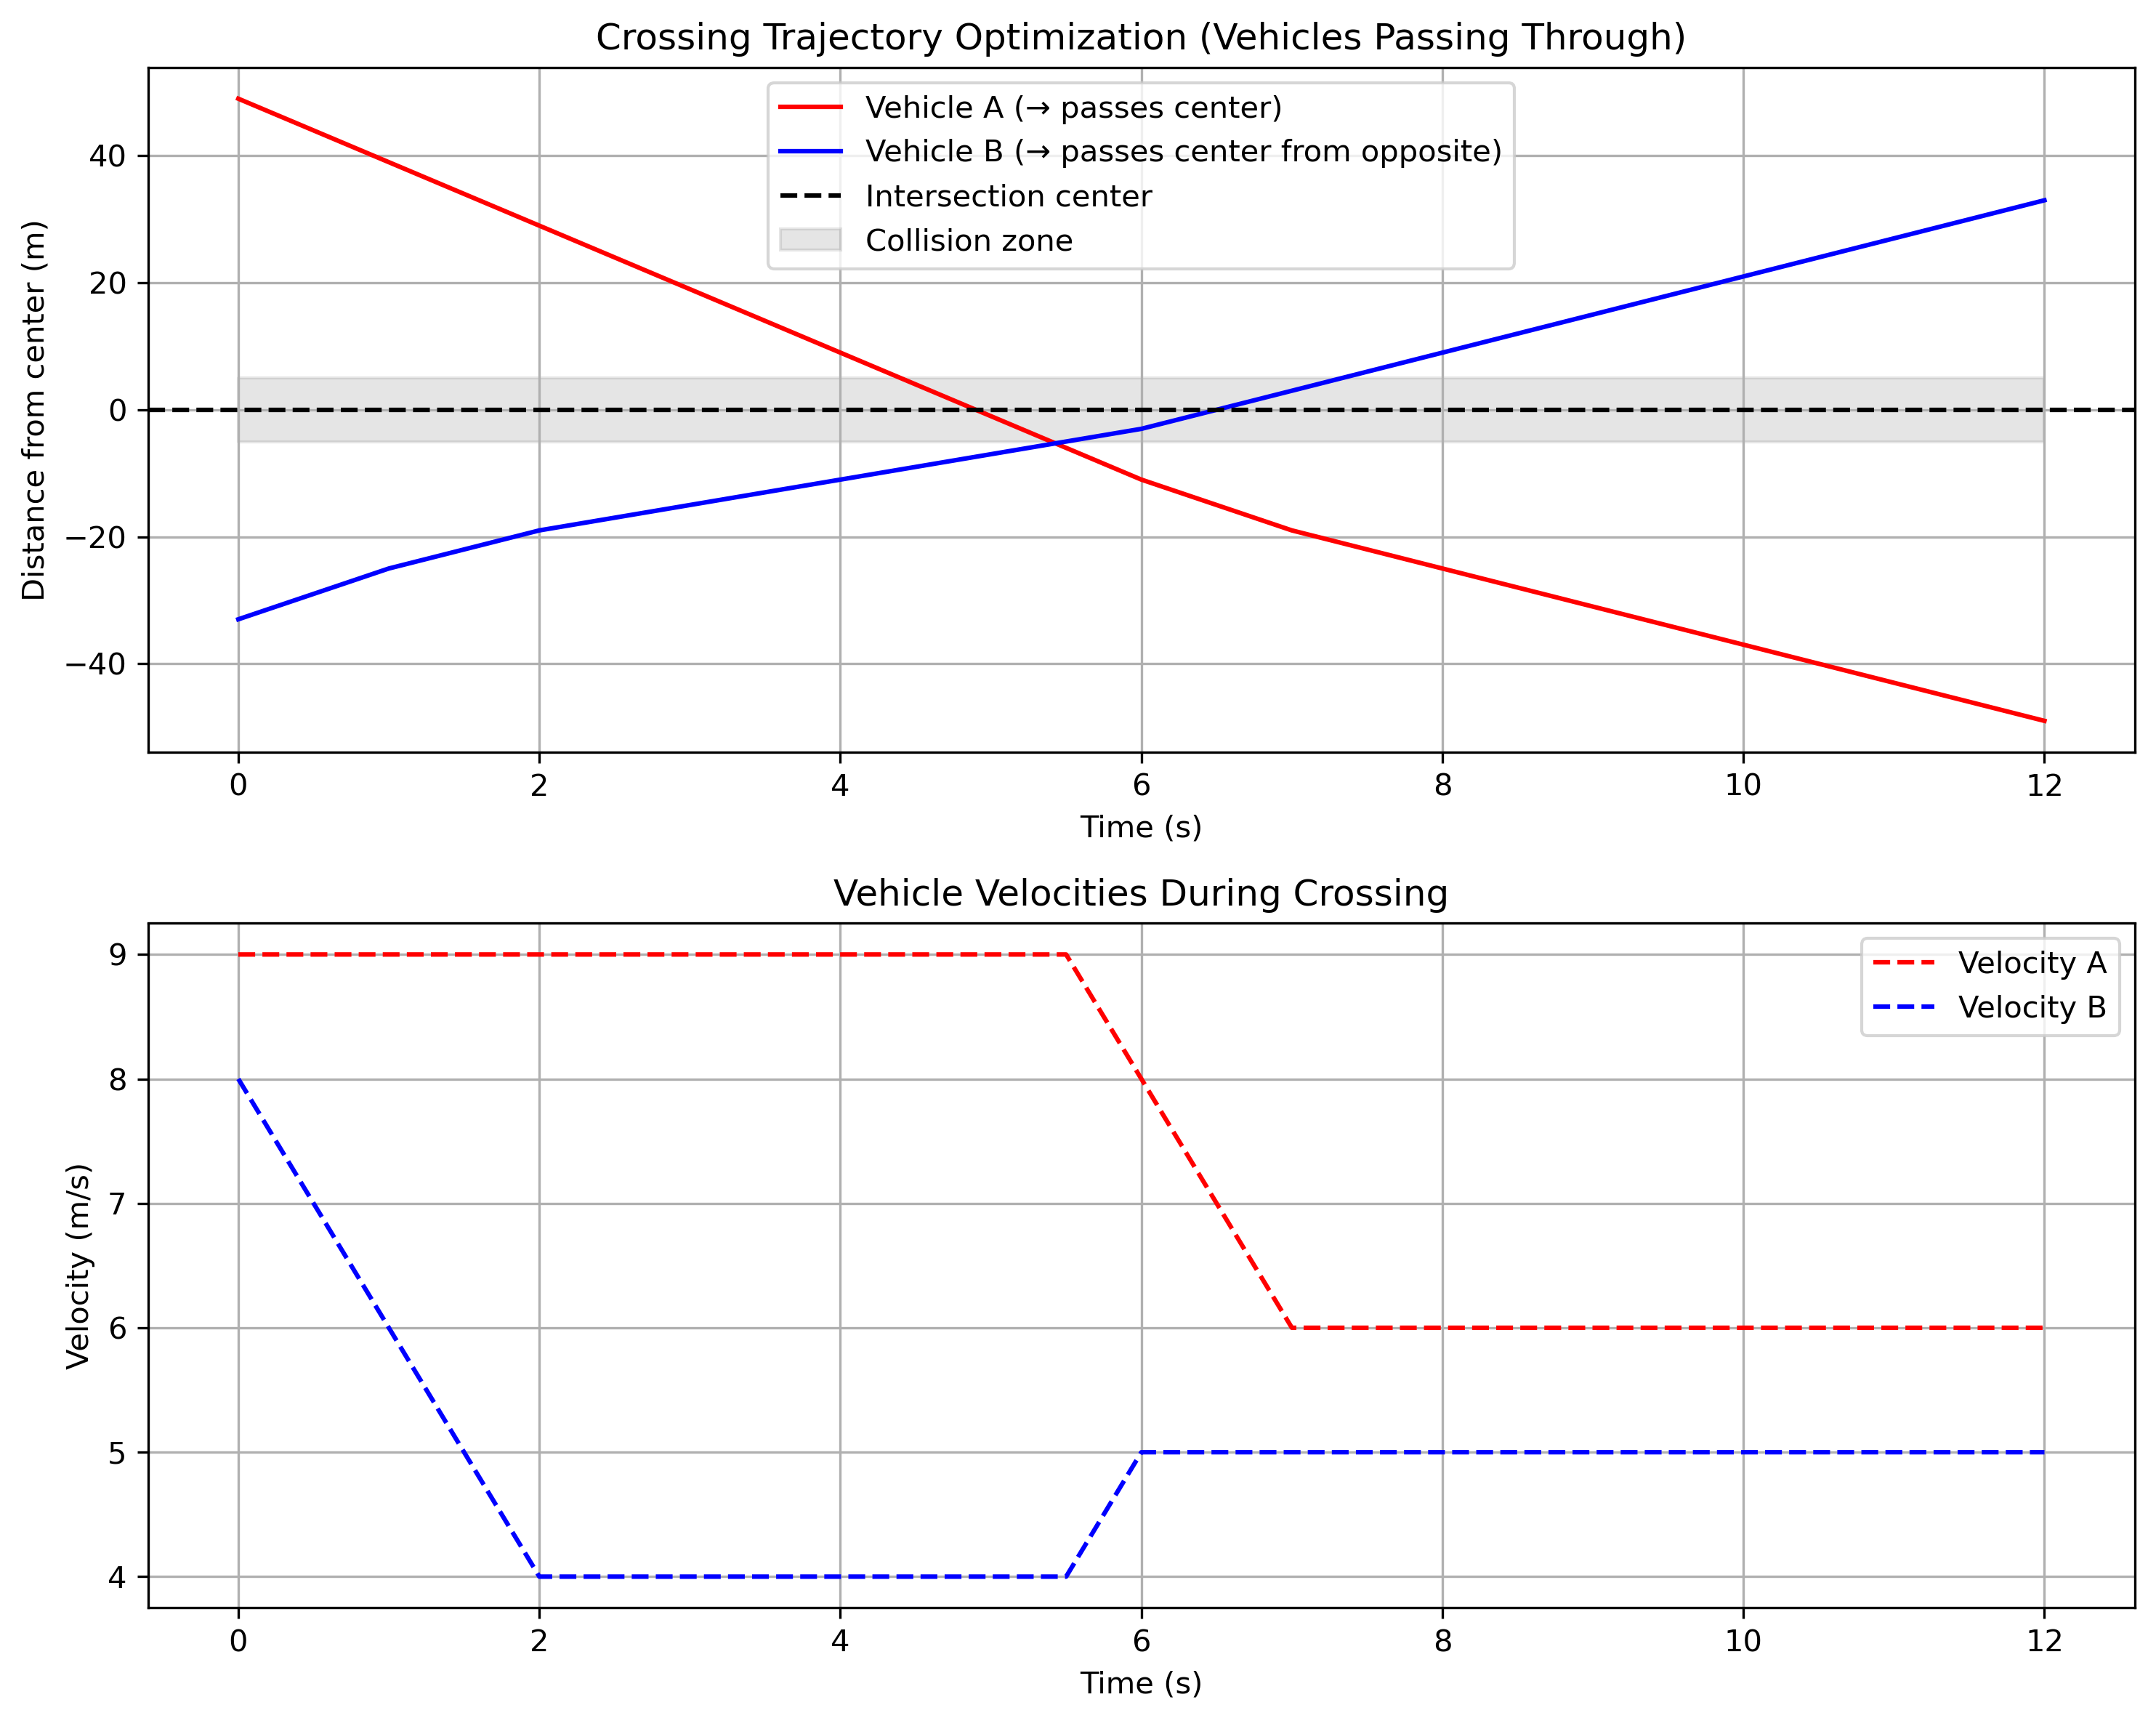 Crossing Trajectory Optimization (Vehicles Passing Through)
Vehicle A (→ passes center)
Vehicle B (→ passes center from opposite)
Intersection center
Collision zone
Distance from center (m)
40
20
0
−20
−40
0 2 4 6 8 10 12
Time (s)
Vehicle Velocities During Crossing
Velocity A
Velocity B
Velocity (m/s)
9
8
7
6
5
4
0 2 4 6 8 10 12
Time (s)